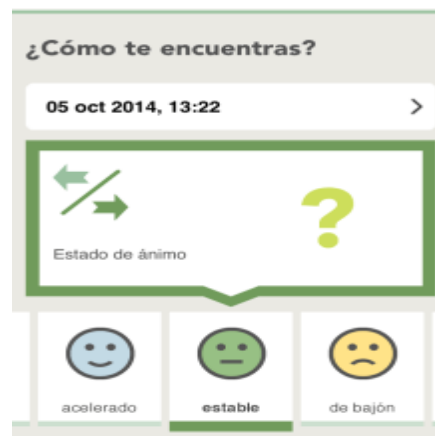 ¿Cómo te encuentras?
05 oct 2014, 13:22 >
?
Estado de ánimo
acelerado estable de bajón